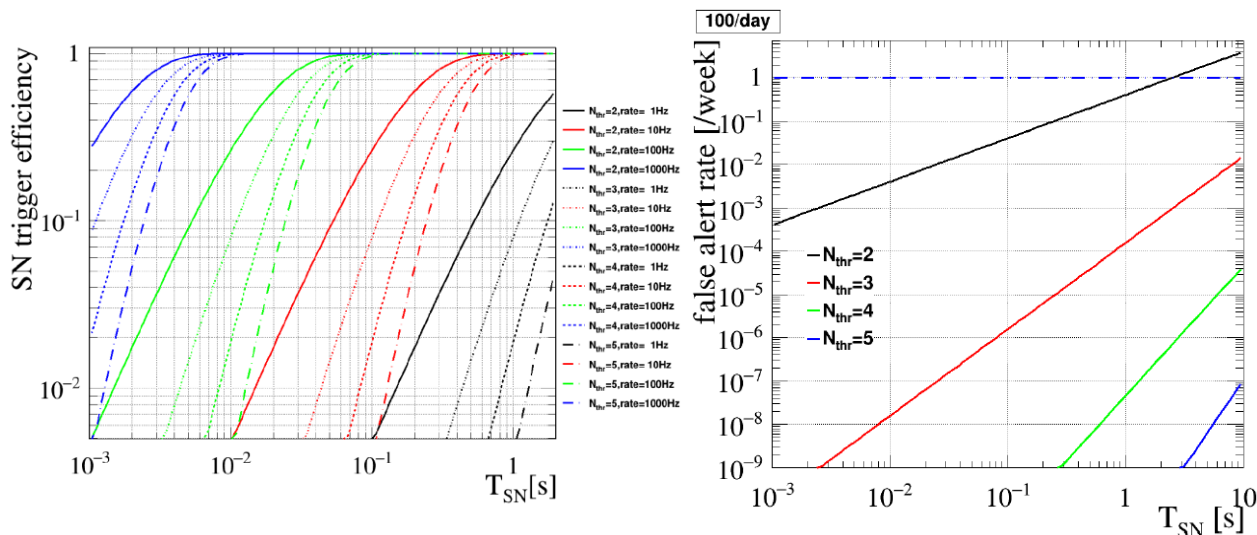 SN trigger efficiency
1
10⁻¹
10⁻²
10⁻³ 10⁻² 10⁻¹ 1
T_SN[s]
N_thr=2,rate= 1Hz
N_thr=2,rate= 10Hz
N_thr=2,rate=100Hz
N_thr=2,rate=1000Hz
N_thr=3,rate= 1Hz
N_thr=3,rate= 10Hz
N_thr=3,rate=100Hz
N_thr=3,rate=1000Hz
N_thr=4,rate= 1Hz
N_thr=4,rate= 10Hz
N_thr=4,rate=100Hz
N_thr=4,rate=1000Hz
N_thr=5,rate= 1Hz
N_thr=5,rate= 10Hz
N_thr=5,rate=100Hz
N_thr=5,rate=1000Hz
100/day
false alert rate [/week]
1
10⁻¹
10⁻²
10⁻³
10⁻⁴
10⁻⁵
10⁻⁶
10⁻⁷
10⁻⁸
10⁻⁹
N_thr=2
N_thr=3
N_thr=4
N_thr=5
10⁻³ 10⁻² 10⁻¹ 1 10
T_SN [s]